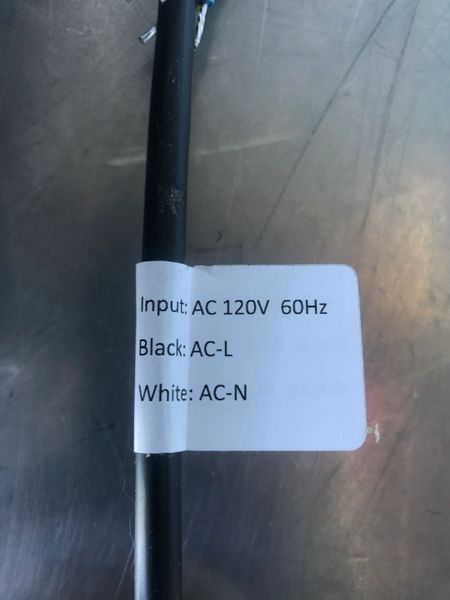 Input: AC 120V 60Hz
Black: AC-L
White: AC-N